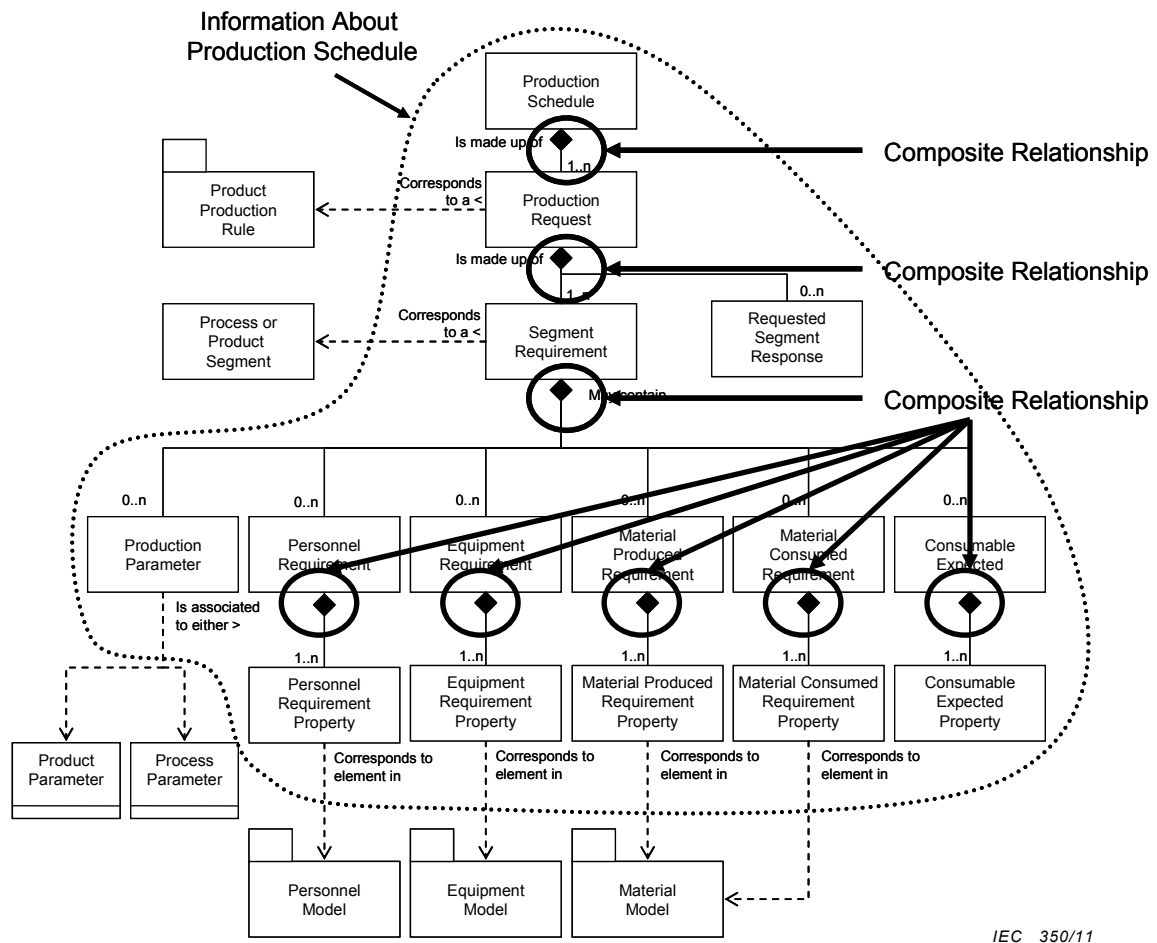 Information About
Production Schedule
Production
Schedule
Is made up of
1..n
Composite Relationship
Product
Production
Rule
Corresponds
to a <
Production
Request
Is made up of
1..n
0..n
Composite Relationship
Process or
Product
Segment
Corresponds
to a <
Segment
Requirement
Requested
Segment
Response
May contain
Composite Relationship
0..n
0..n
0..n
0..n
0..n
0..n
Production
Parameter
Personnel
Requirement
Equipment
Requirement
Material
Produced
Requirement
Material
Consumed
Requirement
Consumable
Expected
Is associated
to either >
1..n
1..n
1..n
1..n
1..n
Personnel
Requirement
Property
Equipment
Requirement
Property
Material Produced
Requirement
Property
Material Consumed
Requirement
Property
Consumable
Expected
Property
Product
Parameter
Process
Parameter
Corresponds to
element in
Corresponds to
element in
Corresponds to
element in
Corresponds to
element in
Personnel
Model
Equipment
Model
Material
Model
IEC 350/11